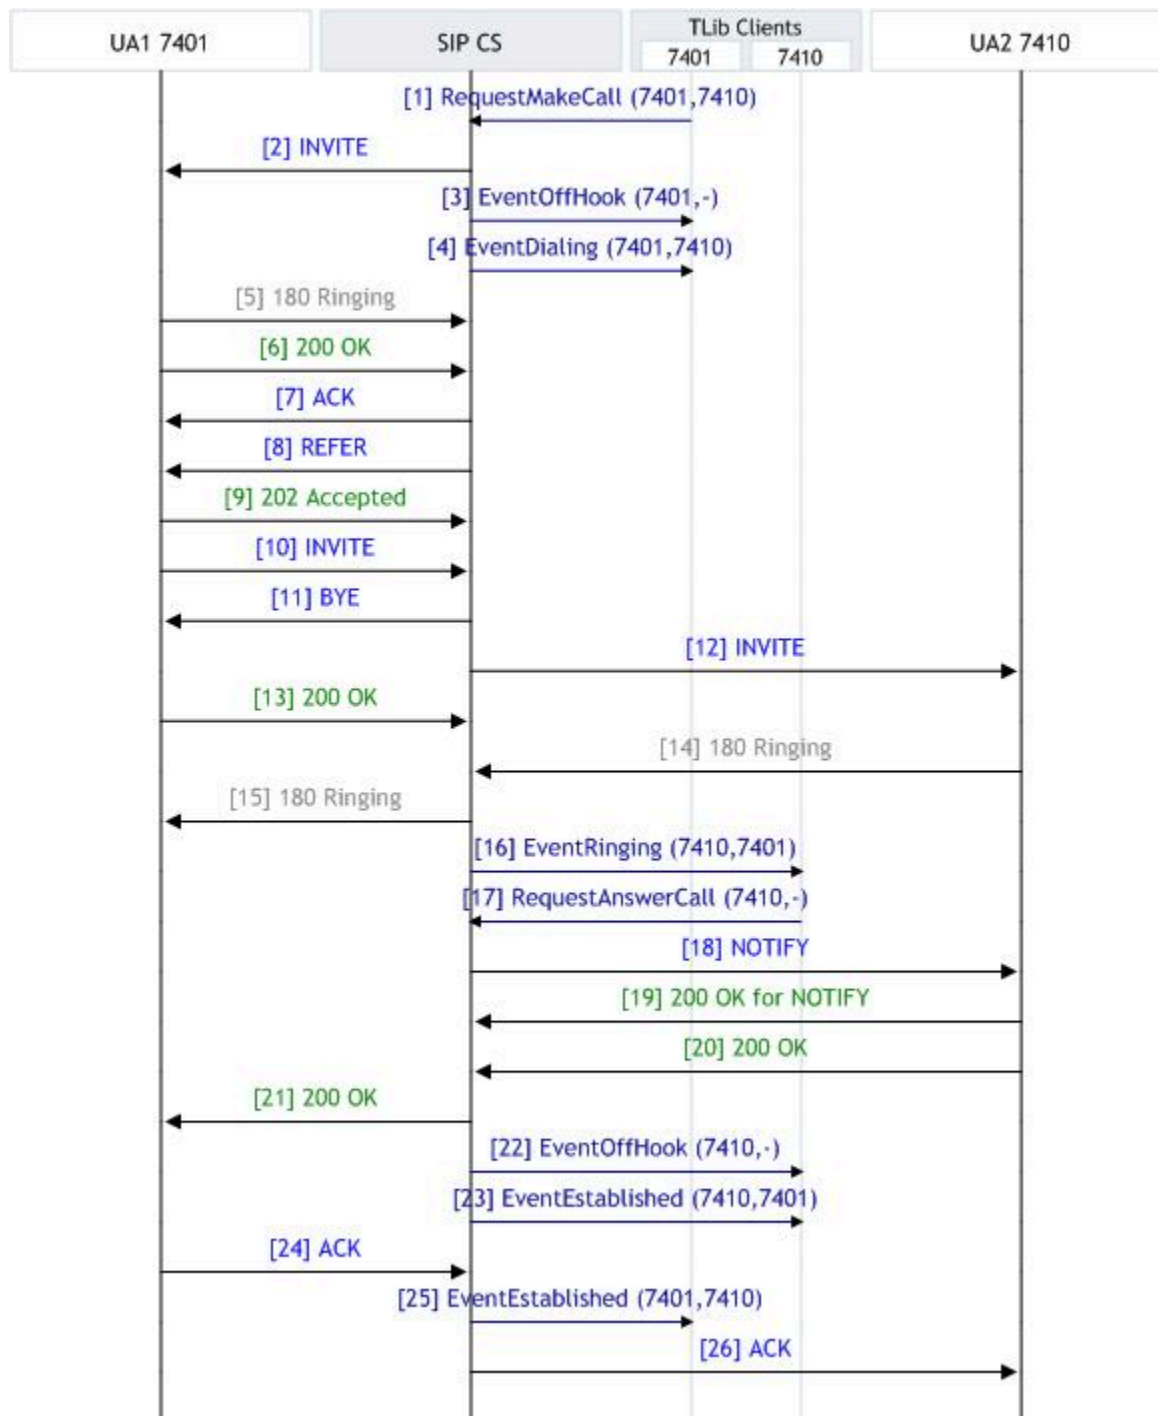 UA1 7401
SIP CS
TLib Clients
7401
7410
UA2 7410
[1] RequestMakeCall (7401,7410)
[2] INVITE
[3] EventOffHook (7401,-)
[4] EventDialing (7401,7410)
[5] 180 Ringing
[6] 200 OK
[7] ACK
[8] REFER
[9] 202 Accepted
[10] INVITE
[11] BYE
[12] INVITE
[13] 200 OK
[14] 180 Ringing
[15] 180 Ringing
[16] EventRinging (7410,7401)
[17] RequestAnswerCall (7410,-)
[18] NOTIFY
[19] 200 OK for NOTIFY
[20] 200 OK
[21] 200 OK
[22] EventOffHook (7410,-)
[23] EventEstablished (7410,7401)
[24] ACK
[25] EventEstablished (7401,7410)
[26] ACK